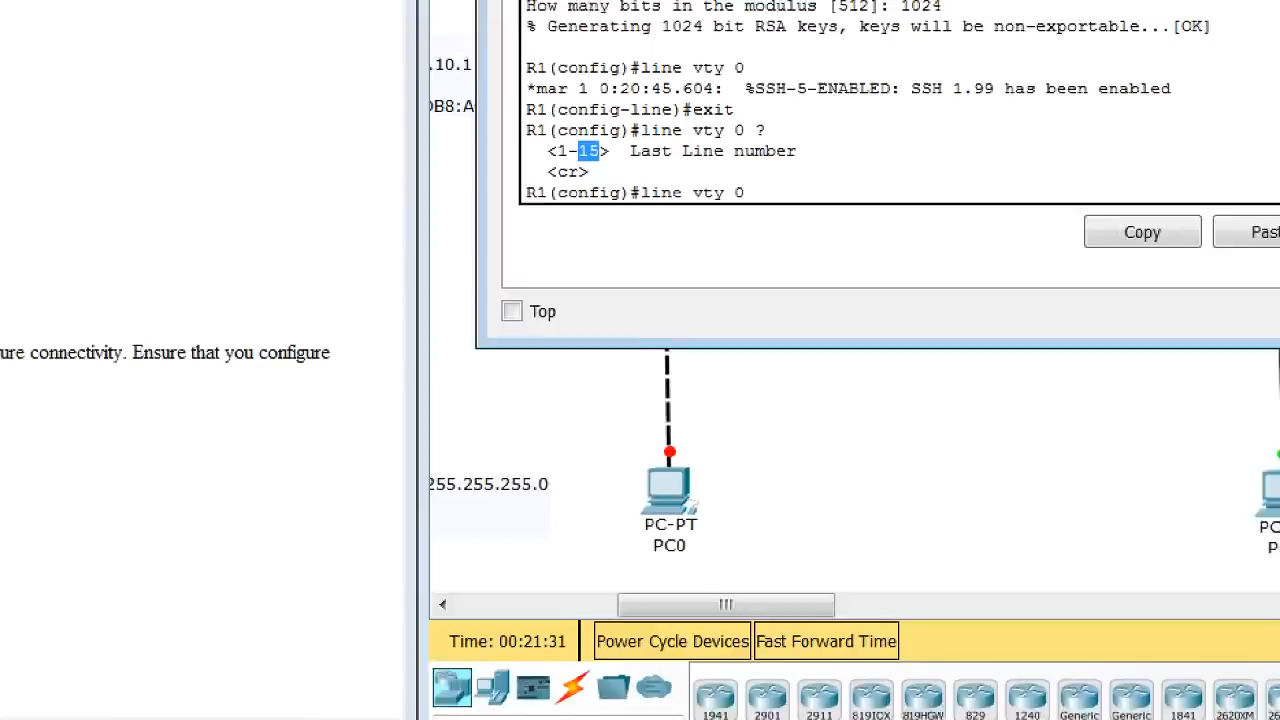 How many bits in the modulus [512]: 1024
% Generating 1024 bit RSA keys, keys will be non-exportable...[OK]
.10.1
R1(config)#line vty 0
*mar 1 0:20:45.604: %SSH-5-ENABLED: SSH 1.99 has been enabled
DB8:A
R1(config-line)#exit
R1(config)#line vty 0 ?
<1-15> Last Line number
<cr>
R1(config)#line vty 0
Copy
Past
Top
ure connectivity. Ensure that you configure
255.255.255.0
PC-PT
PC0
PC
P
Time: 00:21:31
Power Cycle Devices
Fast Forward Time
1941
2901
2911
819IOX
819HGW
829
1240
Generic
Generic
1841
2620XM